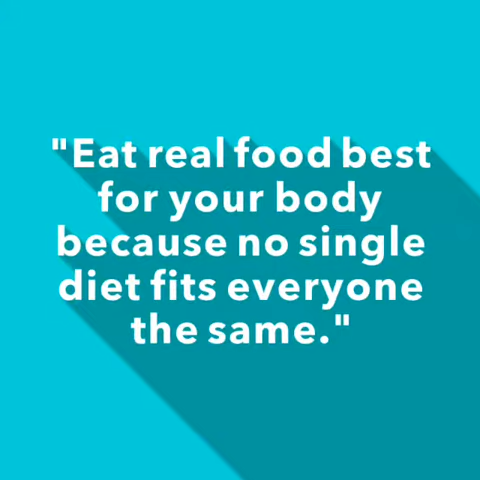 "Eat real food best
for your body
because no single
diet fits everyone
the same."